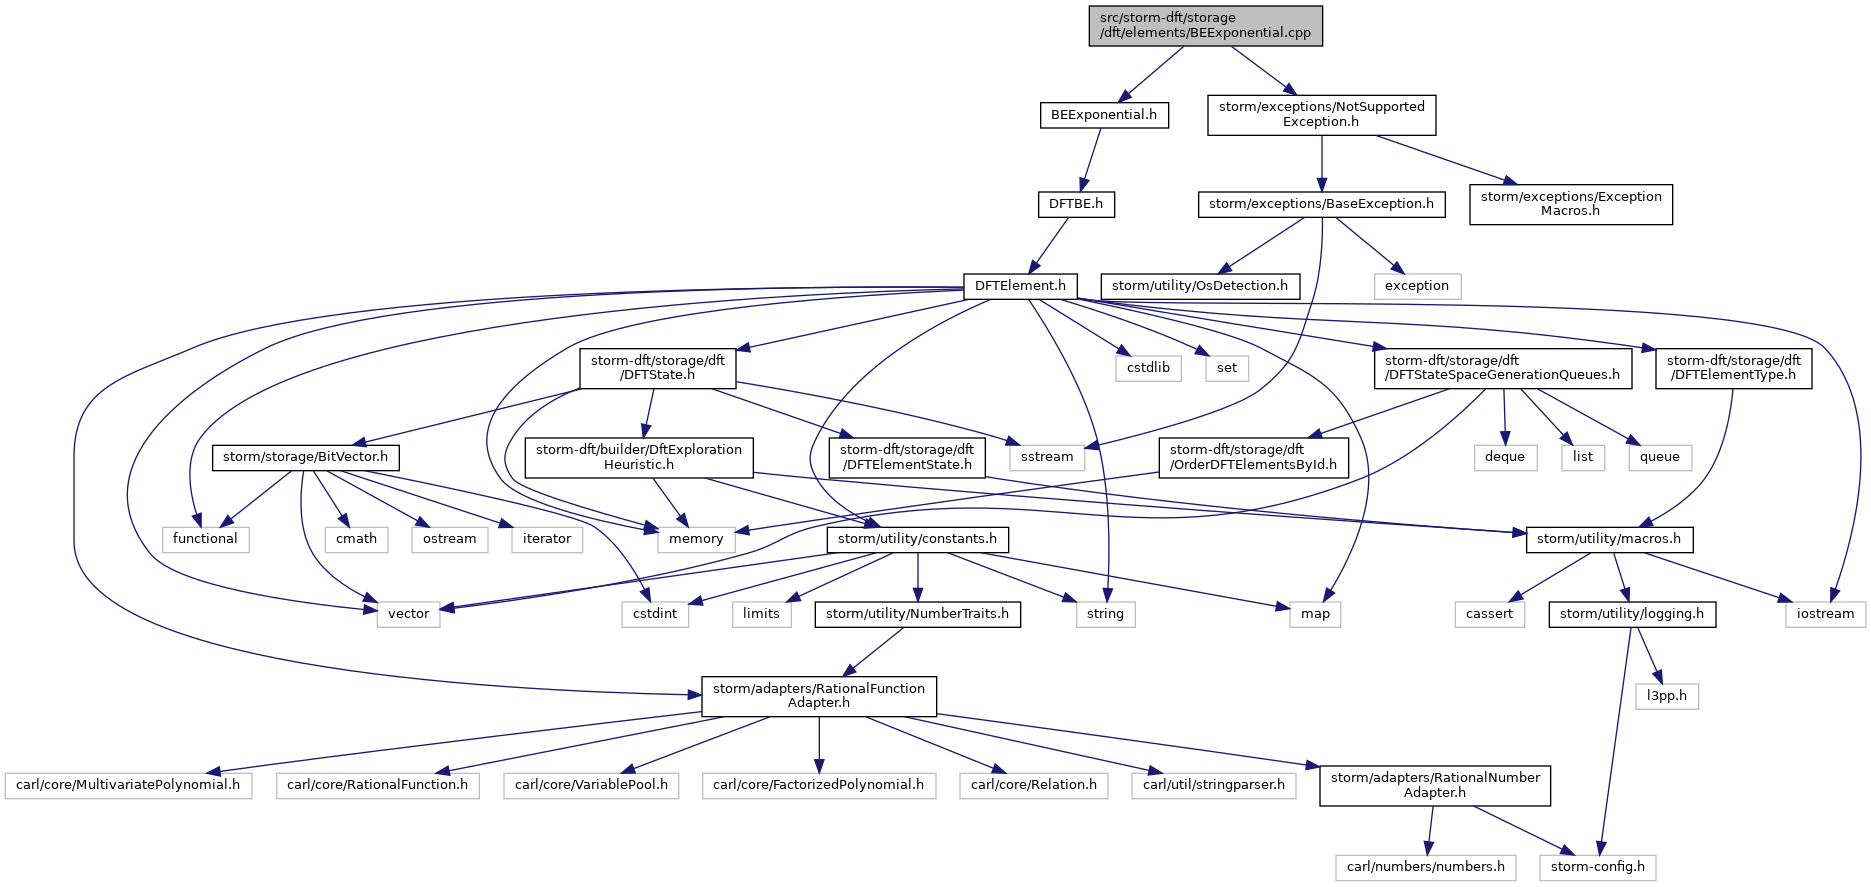 src/storm-dft/storage
/dft/elements/BEExponential.cpp
BEExponential.h
storm/exceptions/NotSupported
Exception.h
DFTBE.h
storm/exceptions/BaseException.h
storm/exceptions/Exception
Macros.h
DFTElement.h
storm/utility/OsDetection.h
exception
storm-dft/storage/dft
/DFTState.h
cstdlib
set
storm-dft/storage/dft
/DFTStateSpaceGenerationQueues.h
storm-dft/storage/dft
/DFTElementType.h
storm/storage/BitVector.h
storm-dft/builder/DftExploration
Heuristic.h
storm-dft/storage/dft
/DFTElementState.h
sstream
storm-dft/storage/dft
/OrderDFTElementsById.h
deque
list
queue
functional
cmath
ostream
iterator
memory
storm/utility/constants.h
storm/utility/macros.h
vector
cstdint
limits
storm/utility/NumberTraits.h
string
map
cassert
storm/utility/logging.h
iostream
storm/adapters/RationalFunction
Adapter.h
l3pp.h
carl/core/MultivariatePolynomial.h
carl/core/RationalFunction.h
carl/core/VariablePool.h
carl/core/FactorizedPolynomial.h
carl/core/Relation.h
carl/util/stringparser.h
storm/adapters/RationalNumber
Adapter.h
carl/numbers/numbers.h
storm-config.h